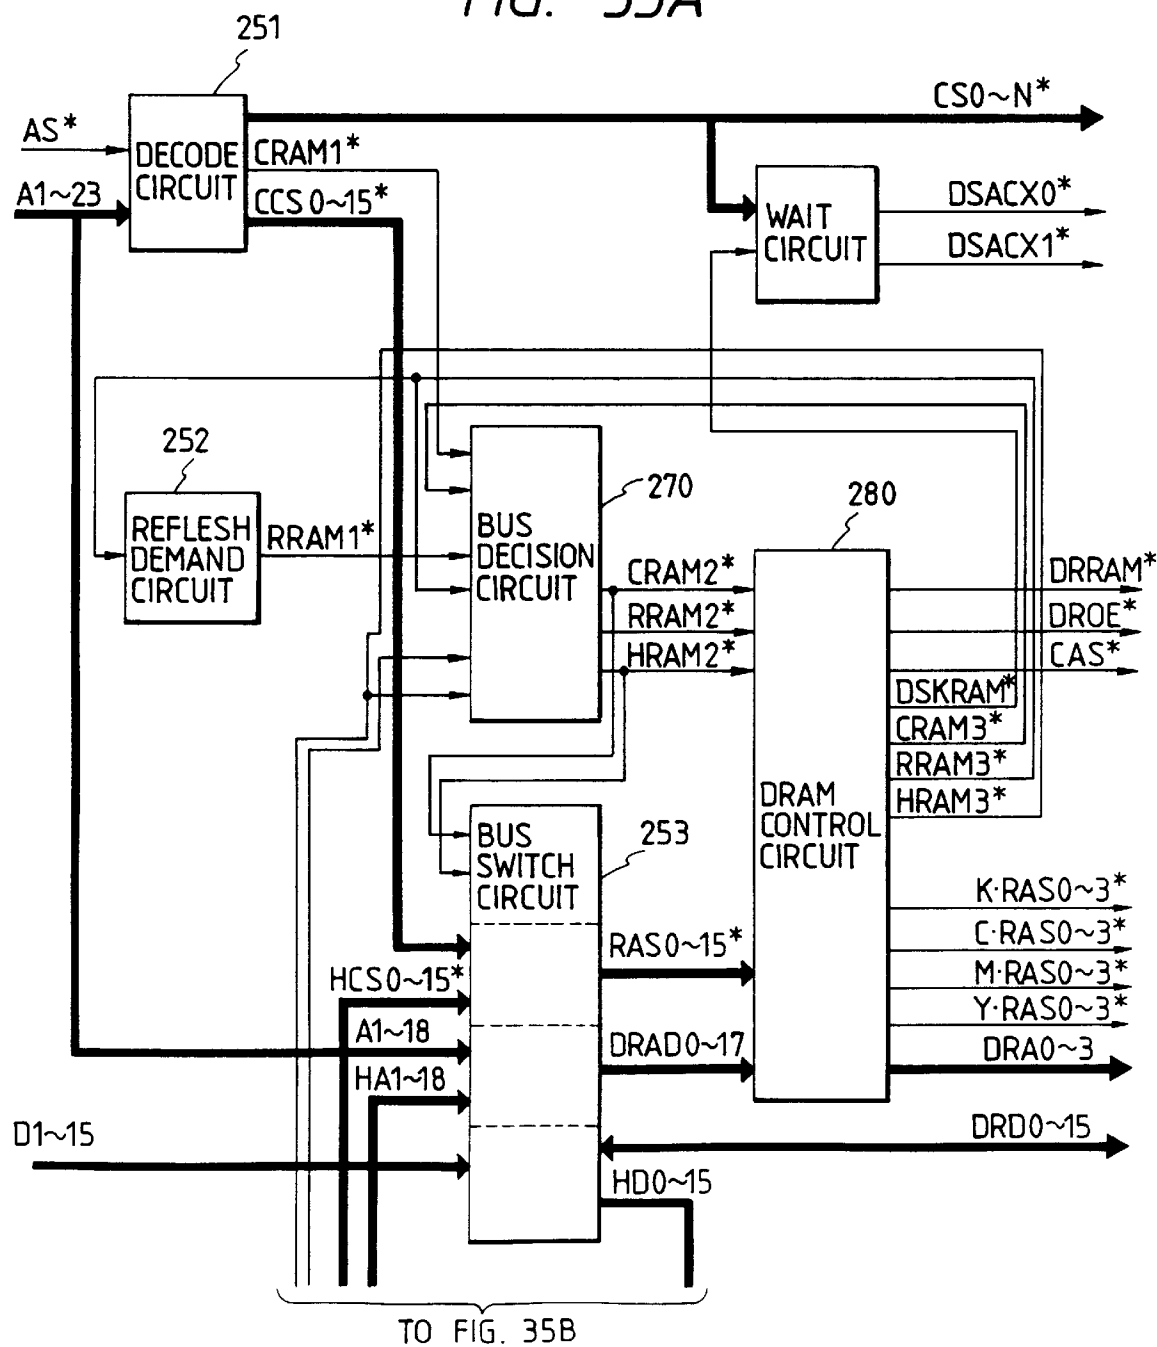 FIG. 35A
251
CS0~N*
AS*
DECODE
CIRCUIT
CRAM1*
A1~23
CCS0~15*
WAIT
CIRCUIT
DSACX0*
DSACX1*
252
REFLESH
DEMAND
CIRCUIT
RRAM1*
BUS
DECISION
CIRCUIT
270
280
CRAM2*
RRAM2*
HRAM2*
DRRAM*
DROE*
CAS*
DSKRAM*
CRAM3*
RRAM3*
HRAM3*
DRAM
CONTROL
CIRCUIT
BUS
SWITCH
CIRCUIT
253
K·RAS0~3*
C·RAS0~3*
M·RAS0~3*
Y·RAS0~3*
RAS0~15*
HCS0~15*
A1~18
DRAD0~17
DRA0~3
HA1~18
D1~15
DRD0~15
HD0~15
TO FIG. 35B